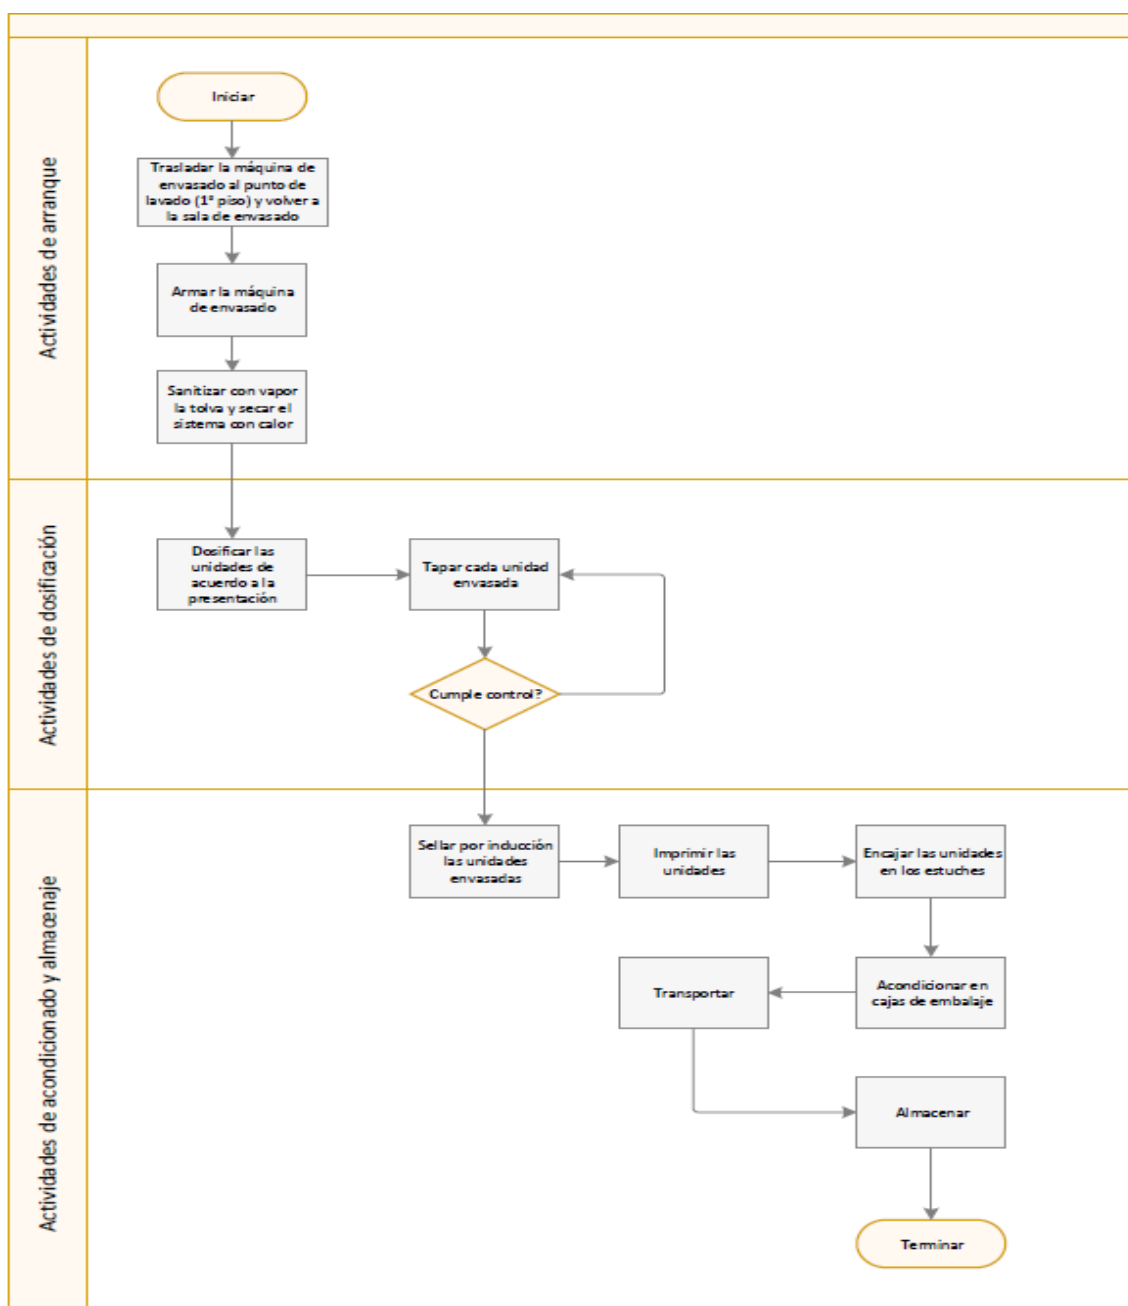 Actividades de arranque
Iniciar
Trasladar la máquina de
envasado al punto de
lavado (1° piso) y volver a
la sala de envasado
Armar la máquina
de envasado
Sanitizar con vapor
la tolva y secar el
sistema con calor
Actividades de dosificación
Dosificar las
unidades de
acuerdo a la
presentación
Tapar cada unidad
envasada
Cumple control?
Actividades de acondicionado y almacenaje
Sellar por inducción
las unidades
envasadas
Imprimir las
unidades
Encajar las unidades
en los estuches
Acondicionar en
cajas de embalaje
Transportar
Almacenar
Terminar